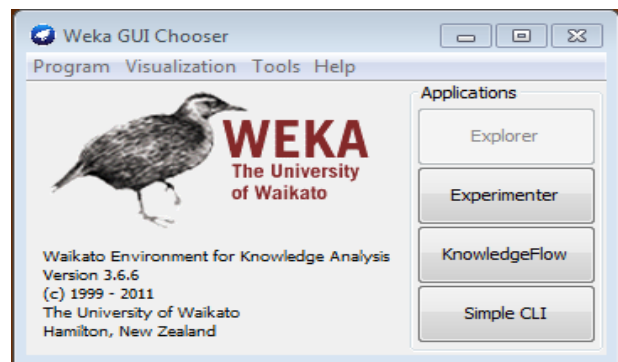 Weka GUI Chooser
Program Visualization Tools Help
WEKA
The University
of Waikato
Waikato Environment for Knowledge Analysis
Version 3.6.6
(c) 1999 - 2011
The University of Waikato
Hamilton, New Zealand
Applications
Explorer
Experimenter
KnowledgeFlow
Simple CLI